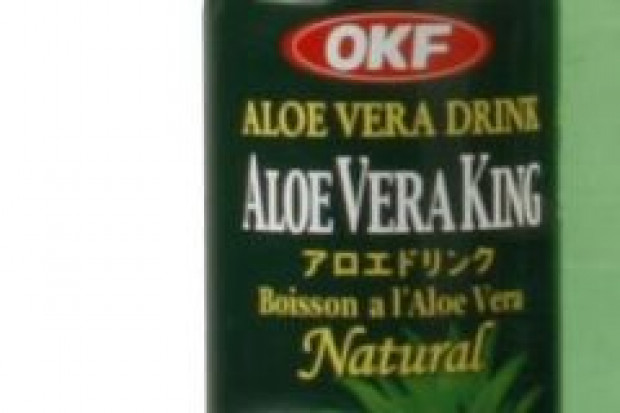 OKF
ALOE VERA DRINK
ALOE VERA KING
アロエドリンク
Boisson a l'Aloe Vera
Natural